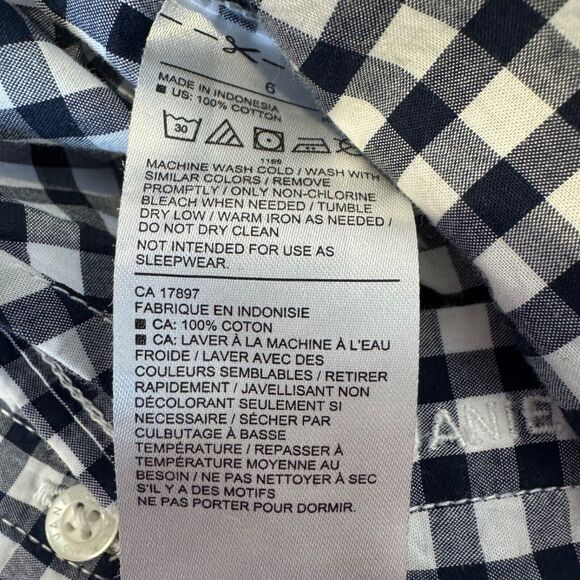 6
MADE IN INDONESIA
US: 100% COTTON
30
1166
MACHINE WASH COLD / WASH WITH
SIMILAR COLORS / REMOVE
PROMPTLY / ONLY NON-CHLORINE
BLEACH WHEN NEEDED / TUMBLE
DRY LOW / WARM IRON AS NEEDED /
DO NOT DRY CLEAN
NOT INTENDED FOR USE AS
SLEEPWEAR.
CA 17897
FABRIQUE EN INDONISIE
CA: 100% COTON
CA: LAVER À LA MACHINE À L'EAU
FROIDE / LAVER AVEC DES
COULEURS SEMBLABLES / RETIRER
RAPIDEMENT / JAVELLISANT NON
DÉCOLORANT SEULEMENT SI
NÉCESSAIRE / SÉCHER PAR
CULBUTAGE À BASSE
TEMPÉRATURE / REPASSER À
TEMPÉRATURE MOYENNE AU
BESOIN / NE PAS NETTOYER À SEC
S'IL Y A DES MOTIFS
NE PAS PORTER POUR DORMIR.
DANIE